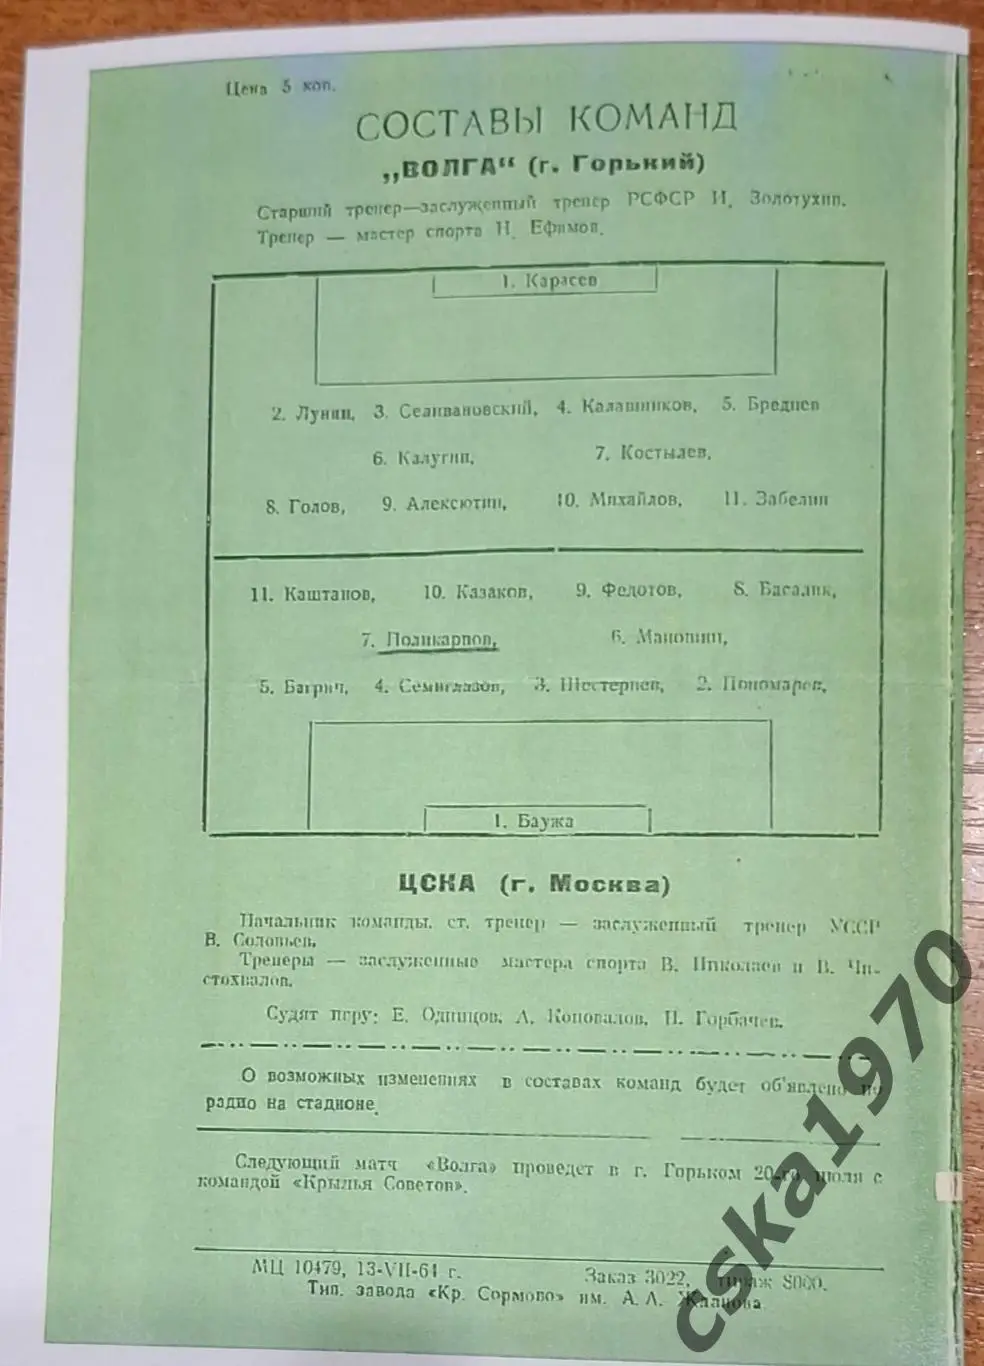 Цена 5 коп.
СОСТАВЫ КОМАНД
„ВОЛГА“ (г. Горький)
Старший тренер—заслуженный тренер РСФСР И. Золотухин.
Тренер — мастер спорта Н. Ефимов.
1. Карасев
2. Лунин, 3. Селивановский, 4. Калашников, 5. Бреднев
6. Калугин, 7. Костылев,
8. Голов, 9. Алексютин, 10. Михайлов, 11. Забелин
11. Каштанов, 10. Казаков, 9. Федотов, 8. Басалик,
7. Поликарпов, 6. Маношин,
5. Багрич, 4. Семиглазов, 3. Шестернев, 2. Пономарев,
1. Баужа
ЦСКА (г. Москва)
Начальник команды, ст. тренер — заслуженный тренер УССР
В. Соловьев.
Тренеры — заслуженные мастера спорта В. Николаев и В. Чи-
стохвалов.
Судят игру: Е. Одинцов, А. Коновалов, Н. Горбачев.
О возможных изменениях в составах команд будет об'явлено по
радио на стадионе.
Следующий матч «Волга» проведет в г. Горьком 20-го июля с
командой «Крылья Советов».
МЦ 10479, 13-VII-64 г. Заказ 3022, тираж 8000.
Тип. завода «Кр. Сормово» им. А. А. Жданова
cska1970